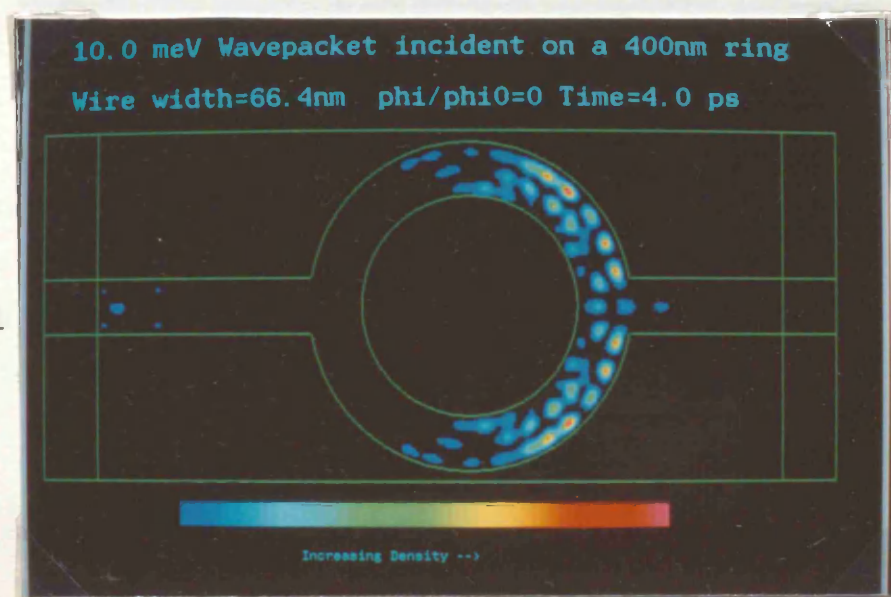 10.0 meV Wavepacket incident on a 400nm ring
Wire width=66.4nm  phi/phi0=0 Time=4.0 ps
Increasing Density -->